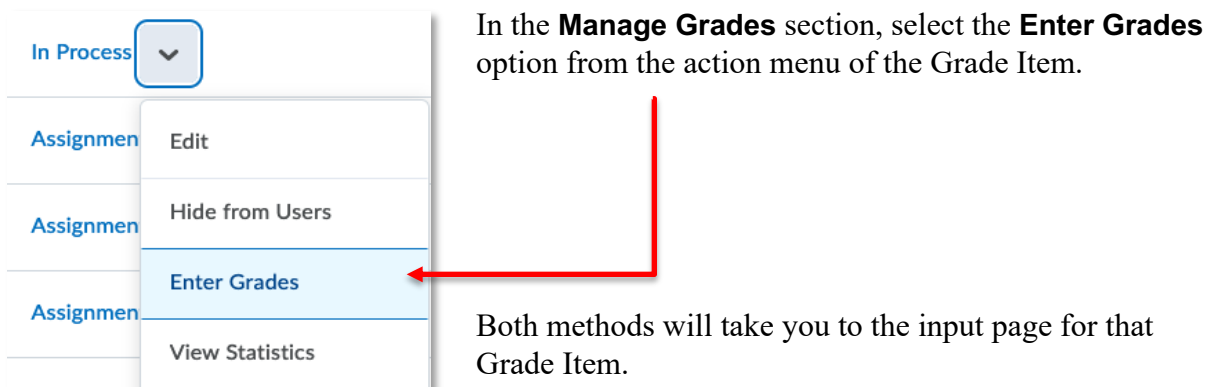 In Process
Assignmen
Assignmen
Assignmen
Edit
Hide from Users
Enter Grades
View Statistics
In the Manage Grades section, select the Enter Grades
option from the action menu of the Grade Item.
Both methods will take you to the input page for that
Grade Item.